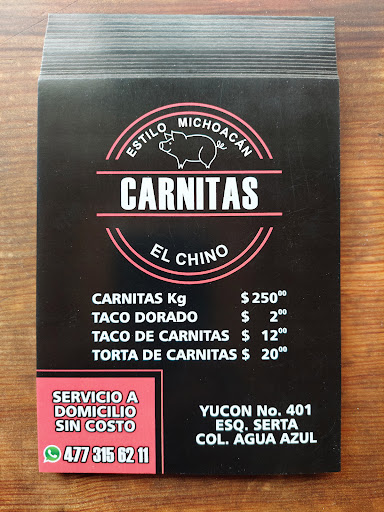 ESTILO MICHOACÁN
CARNITAS
EL CHINO
CARNITAS Kg $ 250⁰⁰
TACO DORADO $ 2⁰⁰
TACO DE CARNITAS $ 12⁰⁰
TORTA DE CARNITAS $ 20⁰⁰
SERVICIO A
DOMICILIO
SIN COSTO
477 315 62 11
YUCON No. 401
ESQ. SERTA
COL. AGUA AZUL